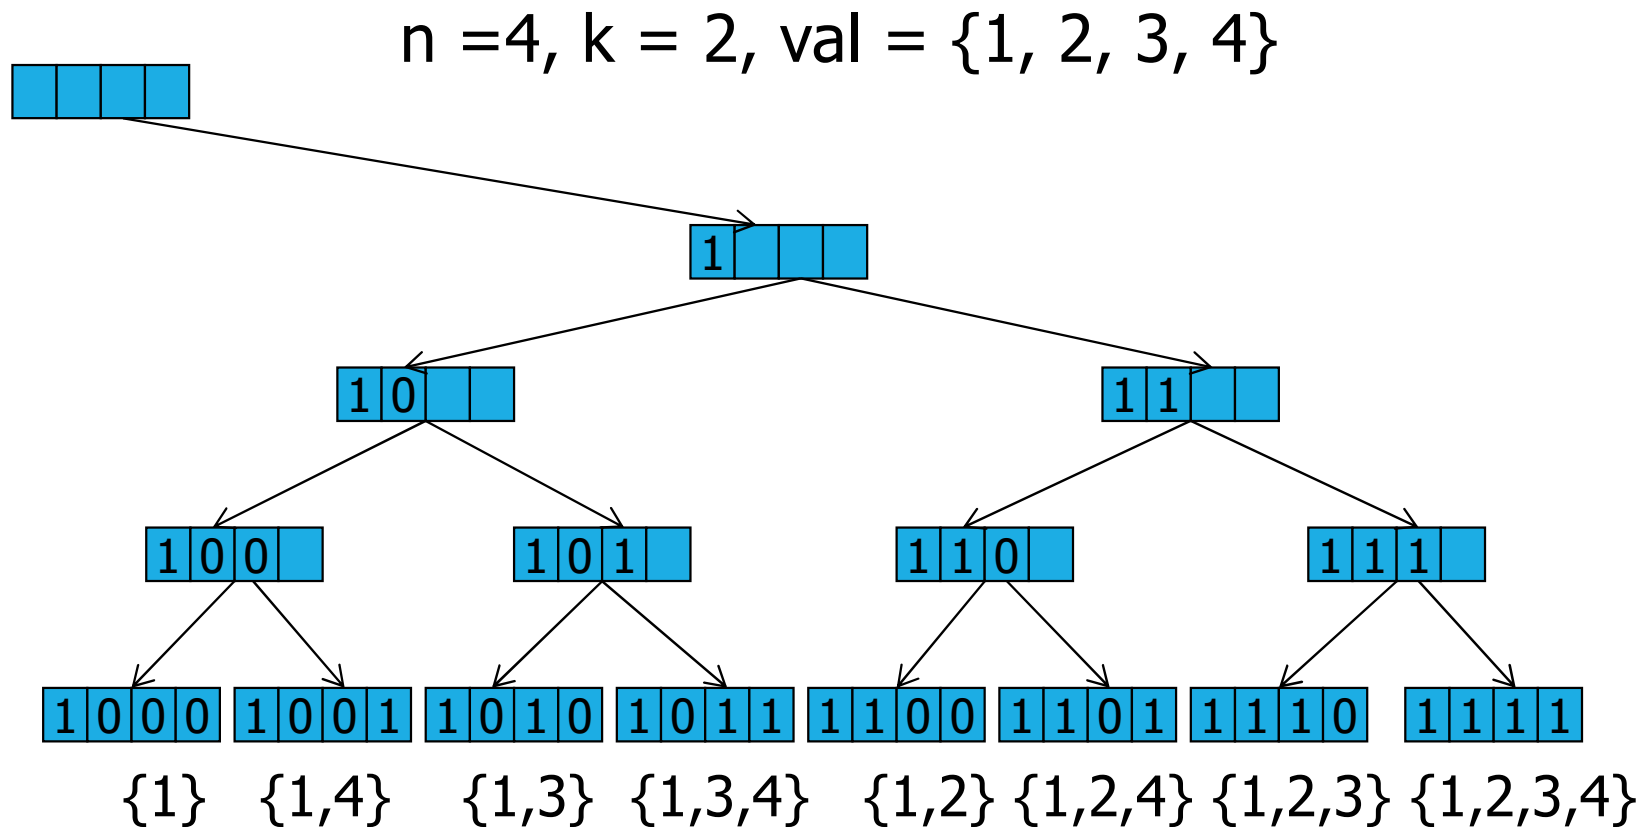 n =4, k = 2, val = {1, 2, 3, 4}
1
1 0
1 1
1 0 0
1 0 1
1 1 0
1 1 1
1 0 0 0
1 0 0 1
1 0 1 0
1 0 1 1
1 1 0 0
1 1 0 1
1 1 1 0
1 1 1 1
{1} {1,4} {1,3} {1,3,4} {1,2} {1,2,4} {1,2,3} {1,2,3,4}